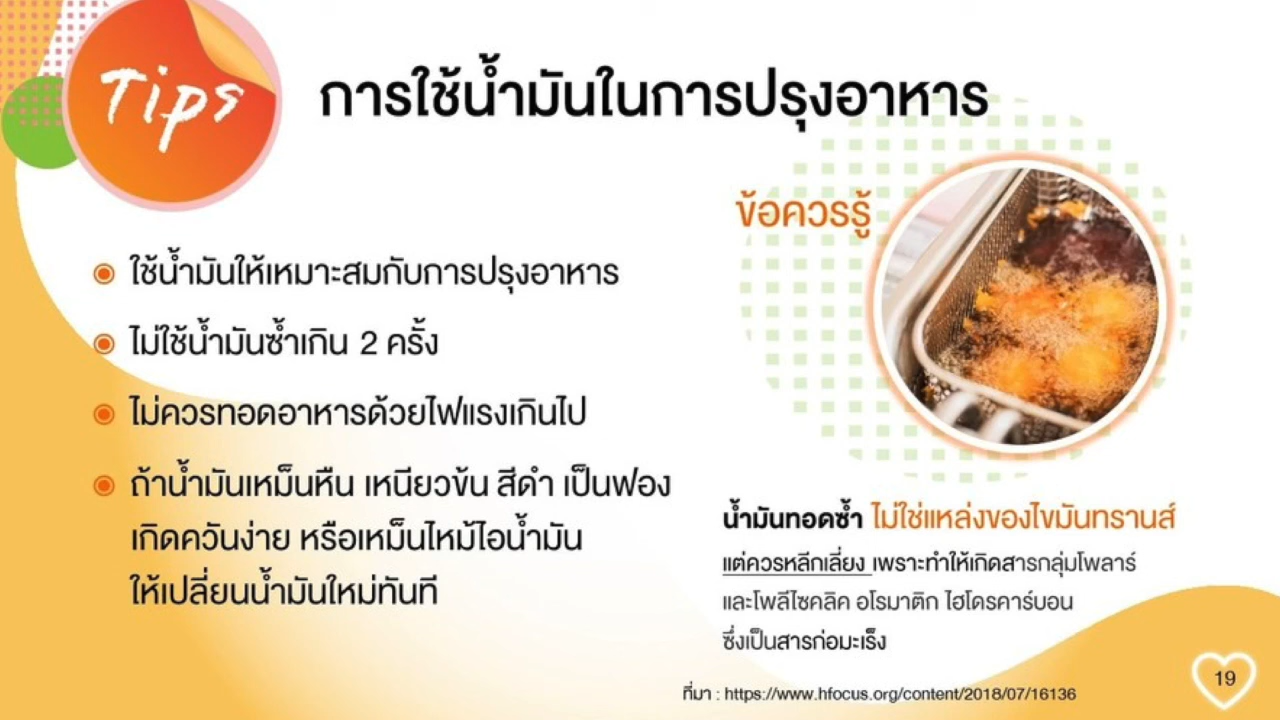 Tips
การใช้น้ำมันในการปรุงอาหาร
ใช้น้ำมันให้เหมาะสมกับการปรุงอาหาร
ไม่ใช้น้ำมันซ้ำเกิน 2 ครั้ง
ไม่ควรทอดอาหารด้วยไฟแรงเกินไป
ถ้าน้ำมันเหม็นหืน เหนียวข้น สีดำ เป็นฟอง
เกิดควันง่าย หรือเหม็นไหม้ไอน้ำมัน
ให้เปลี่ยนน้ำมันใหม่ทันที
ข้อควรรู้
น้ำมันทอดซ้ำ ไม่ใช่แหล่งของไขมันทรานส์
แต่ควรหลีกเลี่ยง เพราะทำให้เกิดสารกลุ่มโพลาร์
และโพลีไซคลิค อโรมาติก ไฮโดรคาร์บอน
ซึ่งเป็นสารก่อมะเร็ง
ที่มา : https://www.hfocus.org/content/2018/07/16136
19